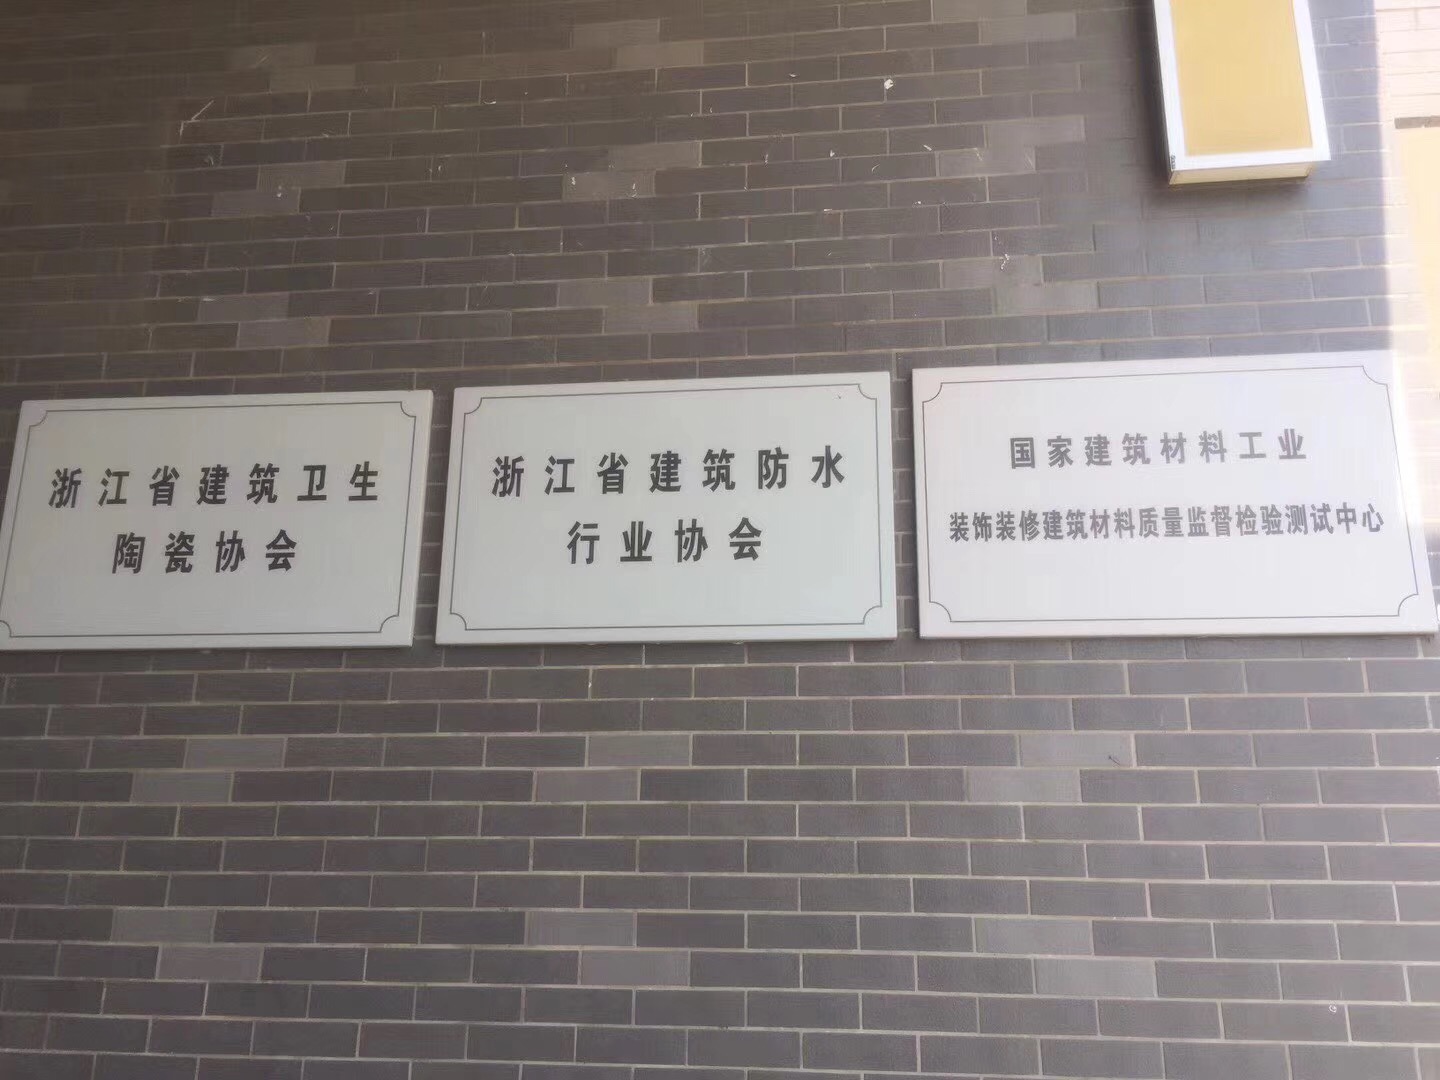 浙江省建筑卫生
陶瓷协会
浙江省建筑防水
行业协会
国家建筑材料工业
装饰装修建筑材料质量监督检验测试中心